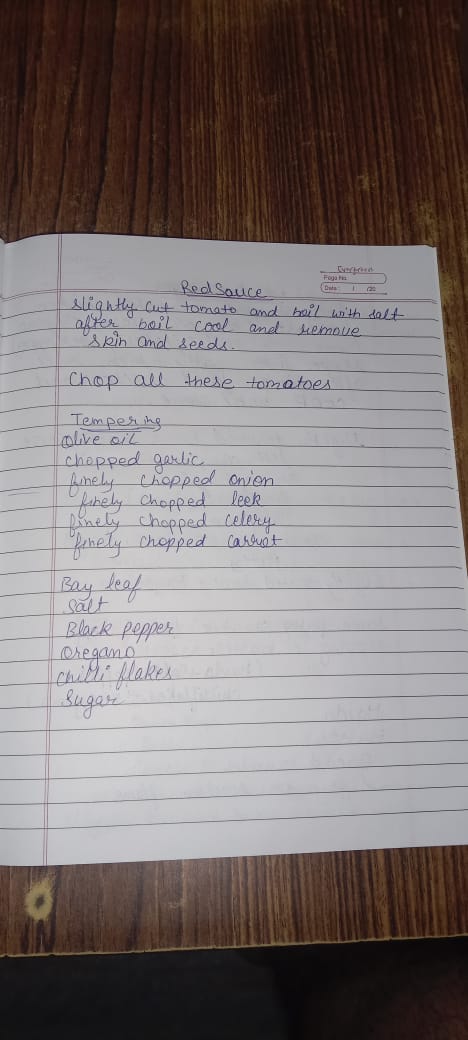 Evergreen
Page No.
Date : / /20
Red Sauce
slightly cut tomato and boil with salt
after boil cool and remove
skin and seeds.
Chop all these tomatoes
Tempering
Olive oil
chopped garlic
finely chopped onion
finely chopped leek
finely chopped celery
finely chopped carrot
Bay leaf
Salt
Black pepper
Oregano
chilli flakes
Sugar